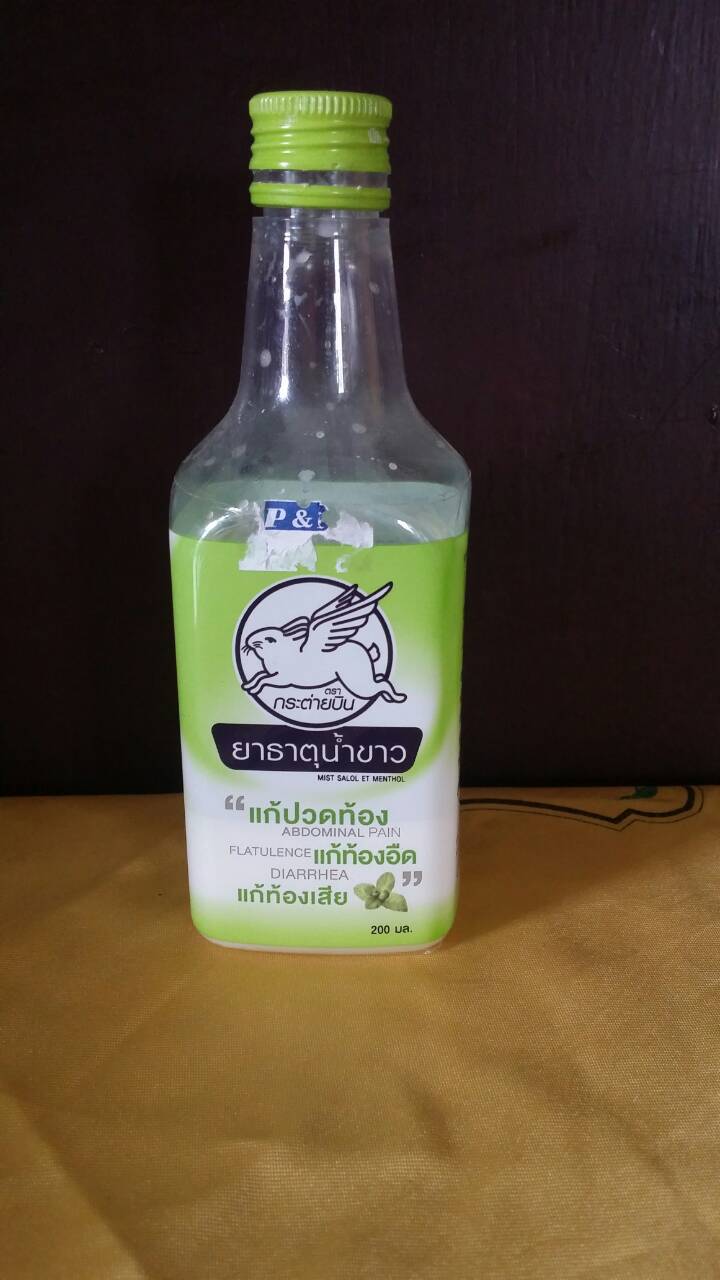 P &
ตรา
กระต่ายบิน
ยาธาตุน้ำขาว
MIST SALOL ET MENTHOL
“แก้ปวดท้อง
ABDOMINAL PAIN
FLATULENCE แก้ท้องอืด
DIARRHEA
แก้ท้องเสีย ”
200 มล.